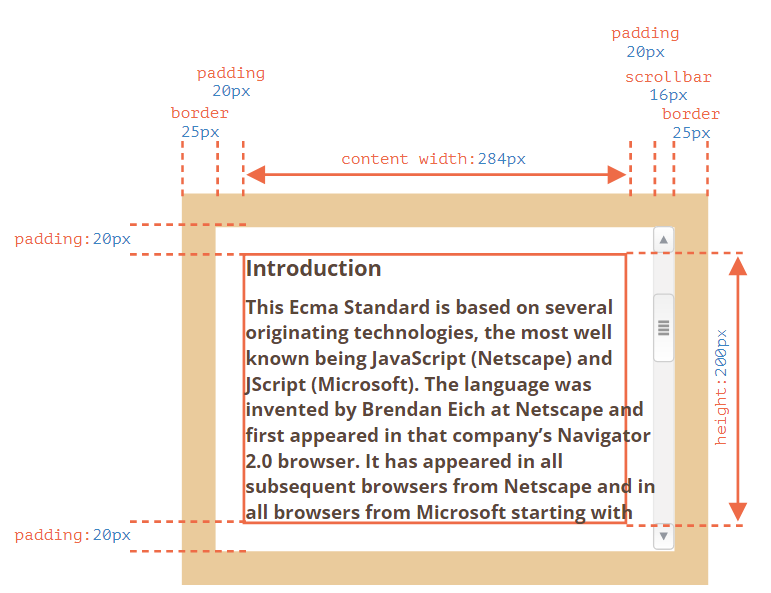 padding
20px
padding
20px
scrollbar
16px
border
25px
border
25px
content width:284px
padding:20px
Introduction
This Ecma Standard is based on several
originating technologies, the most well
known being JavaScript (Netscape) and
JScript (Microsoft). The language was
invented by Brendan Eich at Netscape and
first appeared in that company’s Navigator
2.0 browser. It has appeared in all
subsequent browsers from Netscape and in
all browsers from Microsoft starting with
height:200px
padding:20px